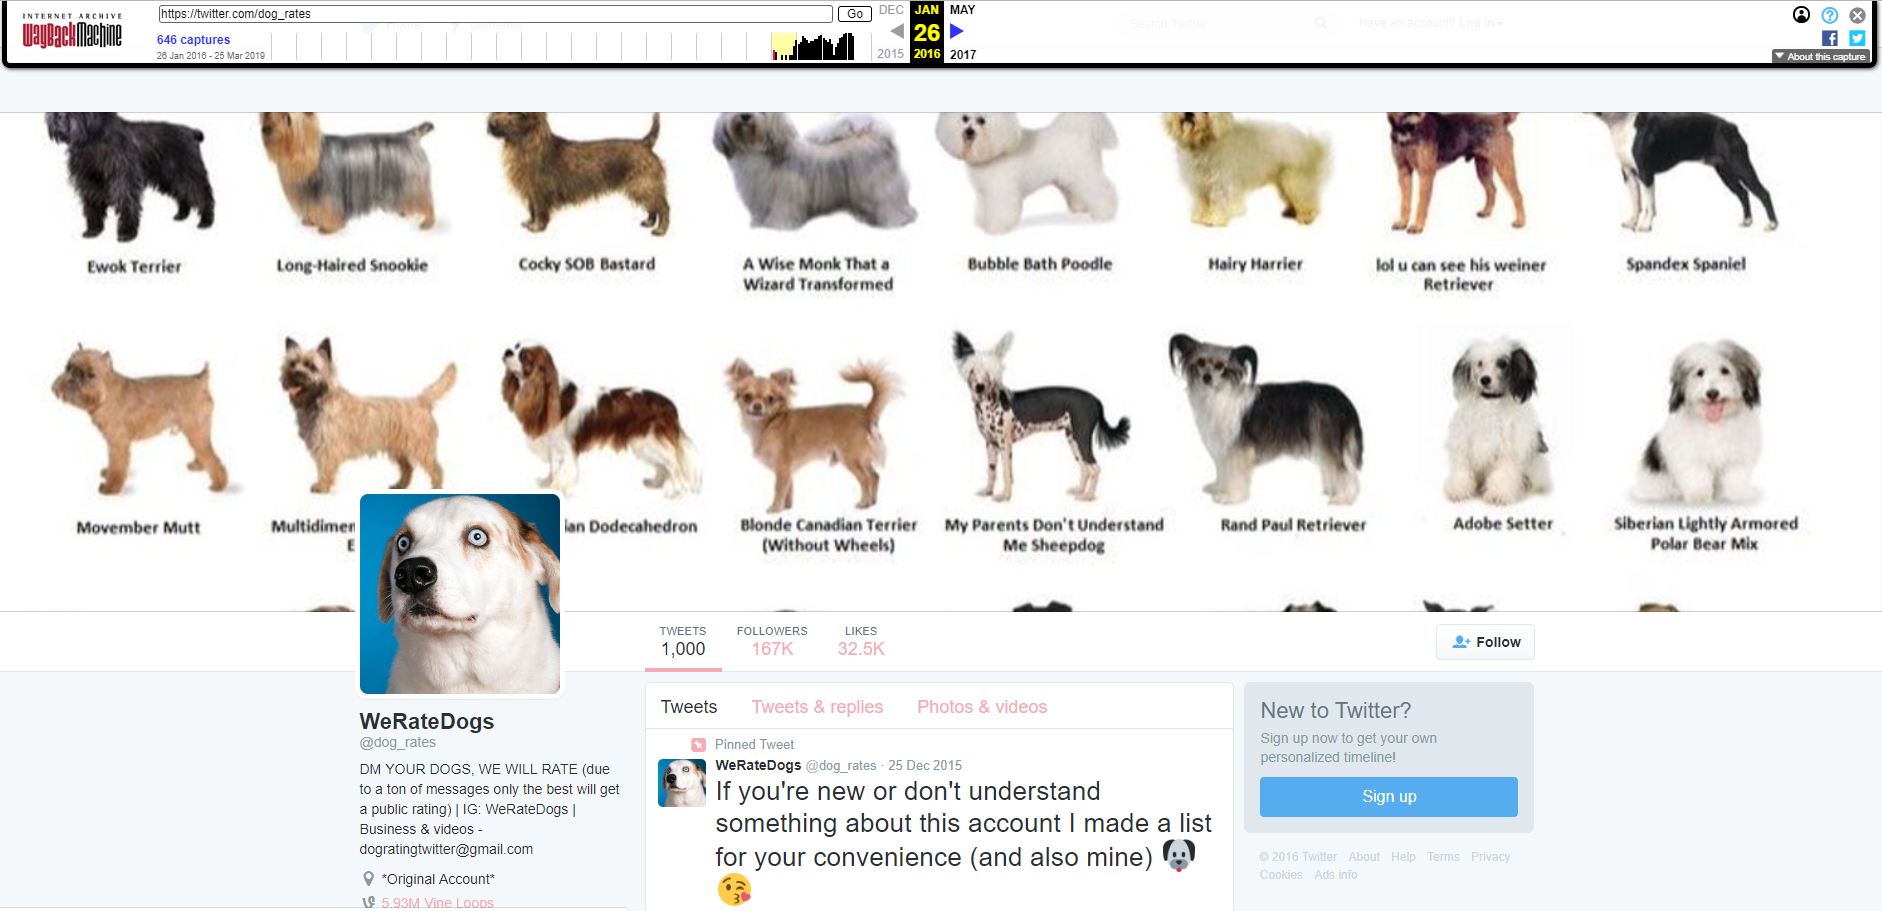 INTERNET ARCHIVE
WayBackMachine
https://twitter.com/dog_rates
Go
646 captures
26 Jan 2016 - 25 Mar 2019
DEC
JAN
MAY
26
2015
2016
2017
Search Twitter
Have an account? Log in
About this capture
Ewok Terrier
Long-Haired Snookie
Cocky SOB Bastard
A Wise Monk That a
Wizard Transformed
Bubble Bath Poodle
Hairy Harrier
lol u can see his weiner
Retriever
Spandex Spaniel
Movember Mutt
Multidimen
E
ian Dodecahedron
Blonde Canadian Terrier
(Without Wheels)
My Parents Don't Understand
Me Sheepdog
Rand Paul Retriever
Adobe Setter
Siberian Lightly Armored
Polar Bear Mix
TWEETS
1,000
FOLLOWERS
167K
LIKES
32.5K
Follow
WeRateDogs
@dog_rates
DM YOUR DOGS, WE WILL RATE (due
to a ton of messages only the best will get
a public rating) | IG: WeRateDogs |
Business & videos -
dogratingtwitter@gmail.com
*Original Account*
5.93M Vine Loops
Tweets
Tweets & replies
Photos & videos
Pinned Tweet
WeRateDogs @dog_rates · 25 Dec 2015
If you're new or don't understand
something about this account I made a list
for your convenience (and also mine) 🐶
😘
New to Twitter?
Sign up now to get your own
personalized timeline!
Sign up
© 2016 Twitter About Help Terms Privacy
Cookies Ads info